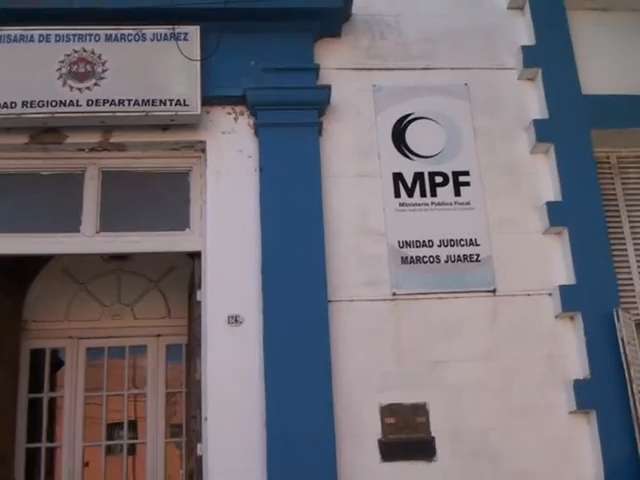 MISARIA DE DISTRITO MARCOS JUAREZ
DAD REGIONAL DEPARTAMENTAL
MPF
Ministerio Público Fiscal
UNIDAD JUDICIAL
MARCOS JUAREZ